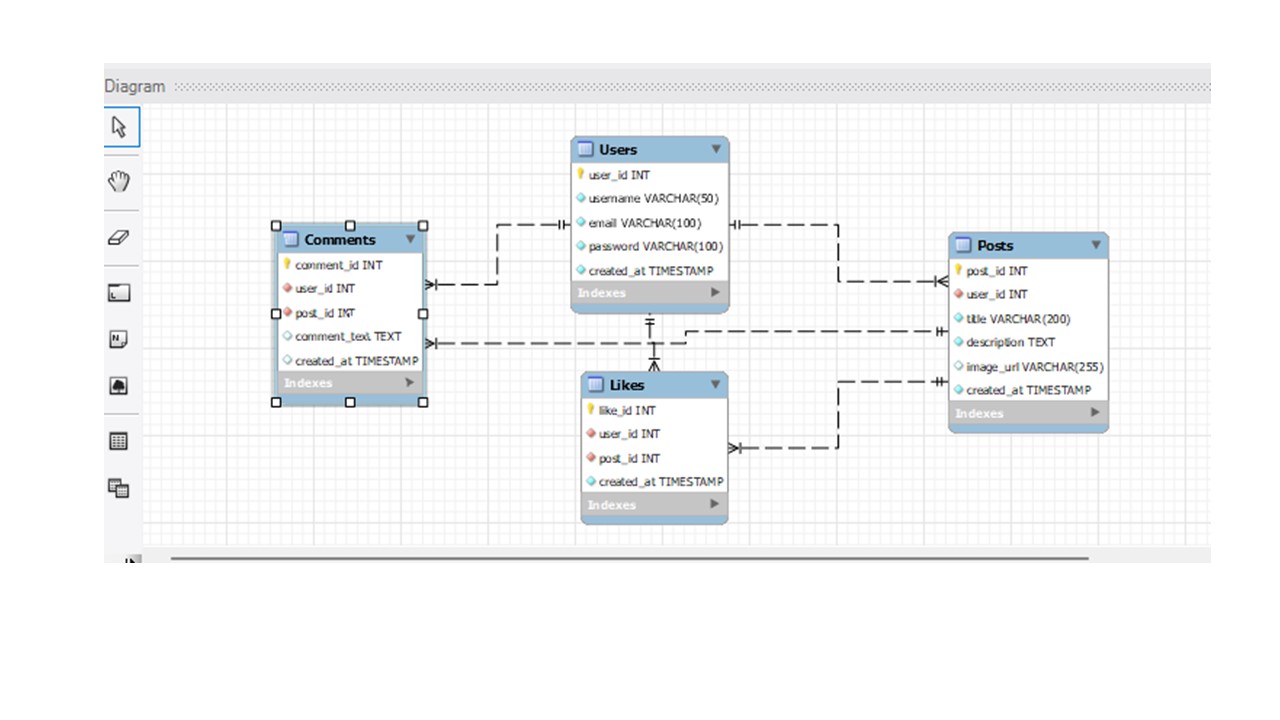 Diagram
Users
user_id INT
username VARCHAR(50)
email VARCHAR(100)
password VARCHAR(100)
created_at TIMESTAMP
Indexes
Comments
comment_id INT
user_id INT
post_id INT
comment_text TEXT
created_at TIMESTAMP
Indexes
Posts
post_id INT
user_id INT
title VARCHAR(200)
description TEXT
image_url VARCHAR(255)
created_at TIMESTAMP
Indexes
Likes
like_id INT
user_id INT
post_id INT
created_at TIMESTAMP
Indexes